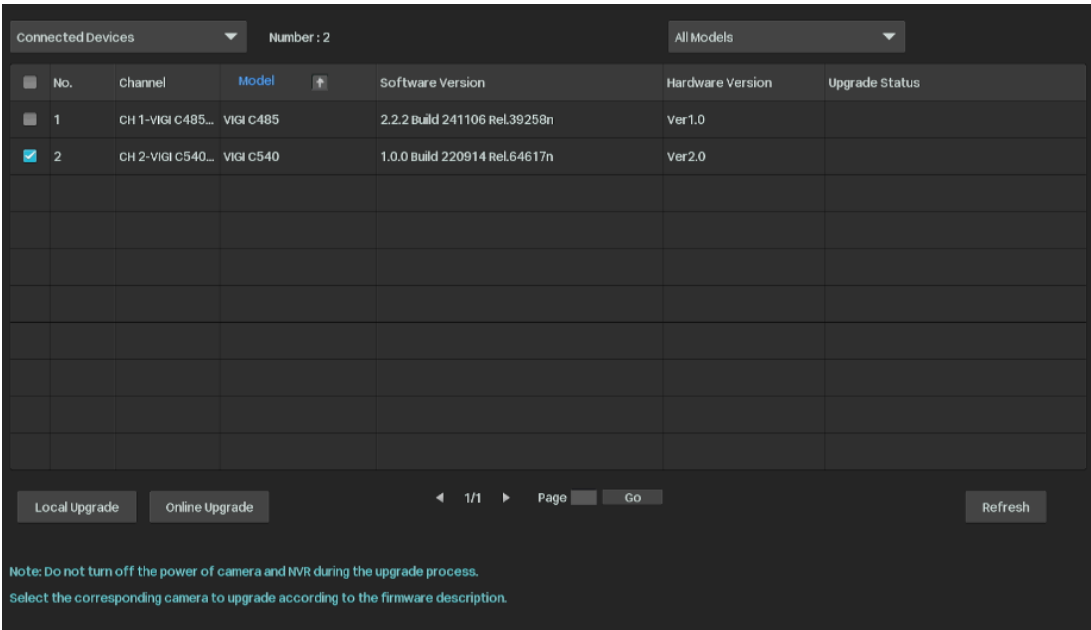 Connected Devices Number : 2 All Models
No. Channel Model Software Version Hardware Version Upgrade Status
1 CH 1-VIGI C485... VIGI C485 2.2.2 Build 241106 Rel.39258n Ver1.0
2 CH 2-VIGI C540... VIGI C540 1.0.0 Build 220914 Rel.64617n Ver2.0
Local Upgrade Online Upgrade 1/1 Page Go Refresh
Note: Do not turn off the power of camera and NVR during the upgrade process.
Select the corresponding camera to upgrade according to the firmware description.